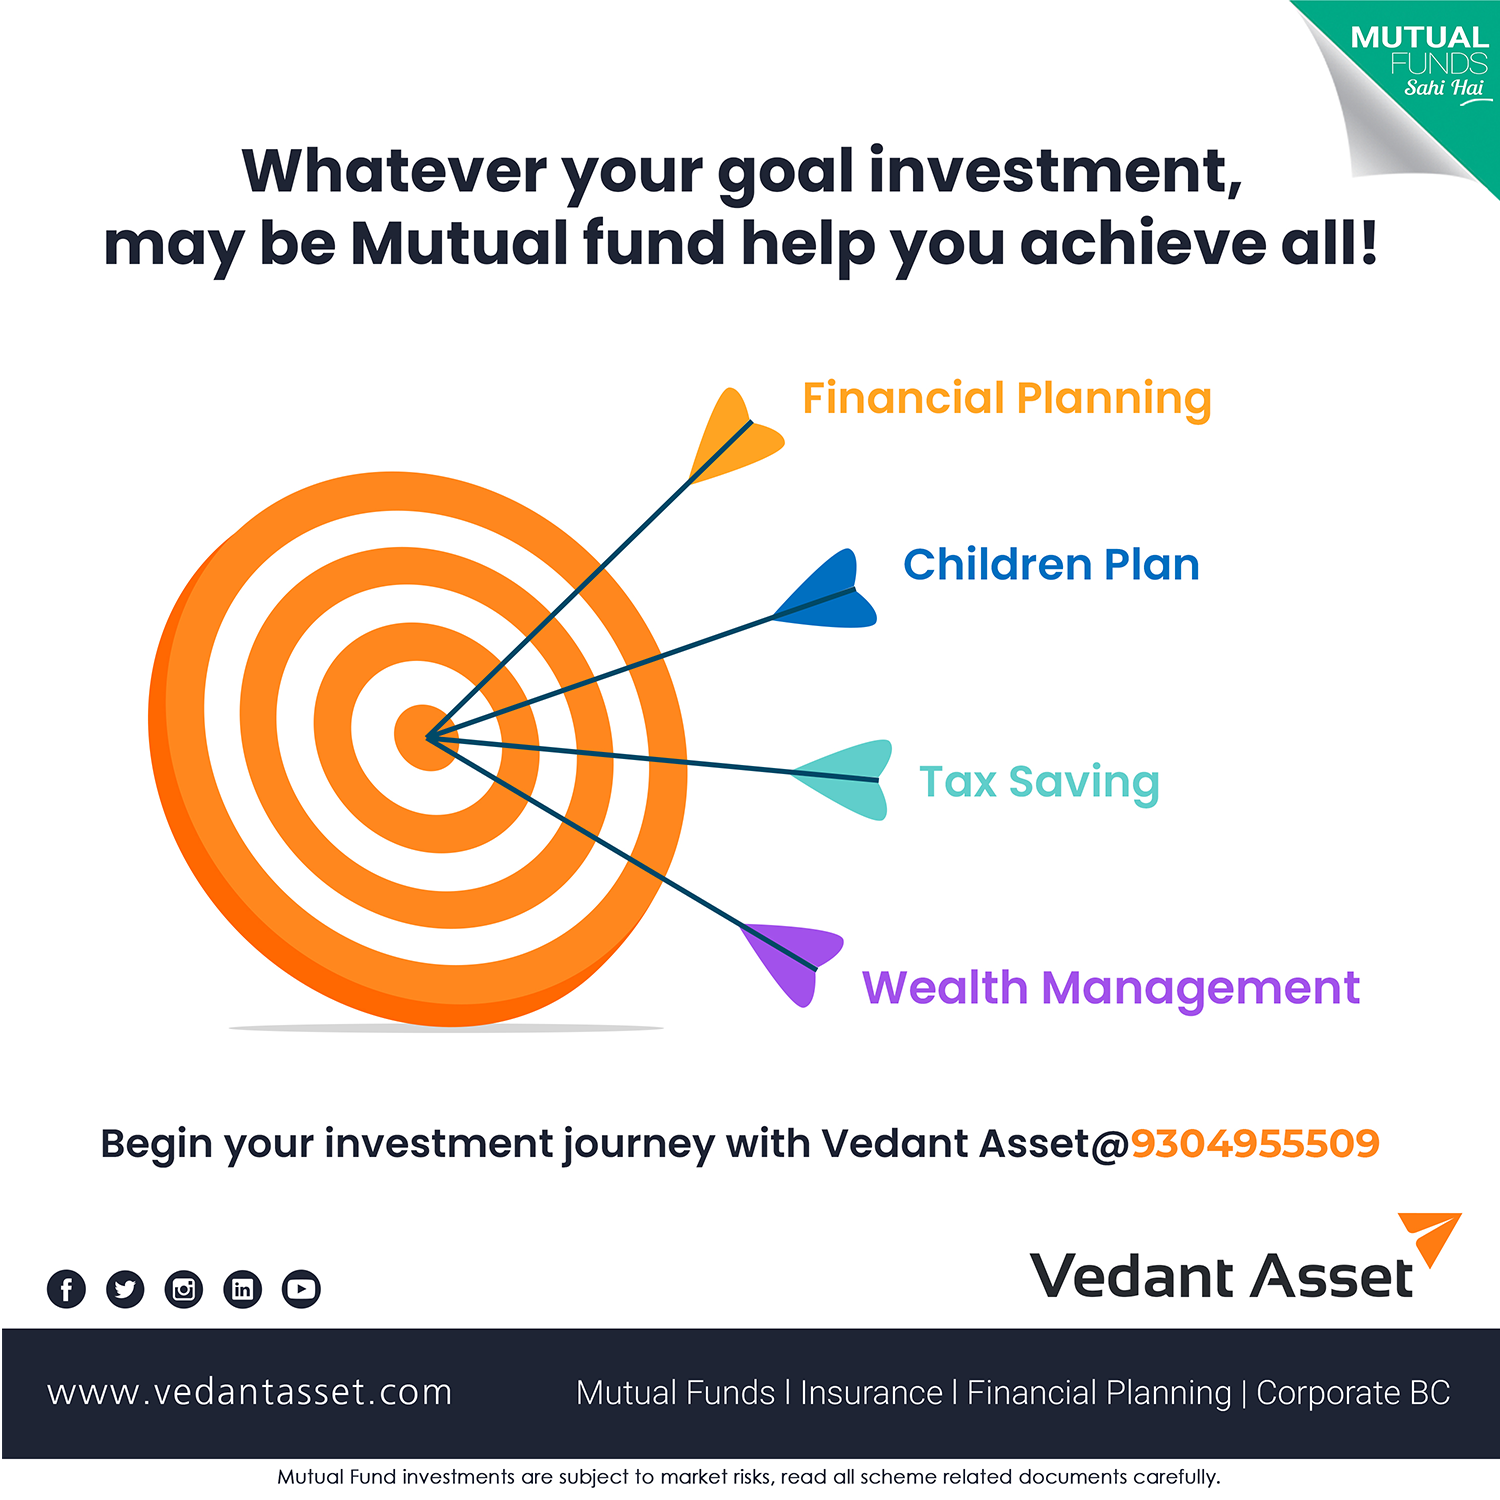 MUTUAL
FUNDS
Sahi Hai
Whatever your goal investment,
may be Mutual fund help you achieve all!
Financial Planning
Children Plan
Tax Saving
Wealth Management
Begin your investment journey with Vedant Asset@9304955509
Vedant Asset
www.vedantasset.com
Mutual Funds | Insurance | Financial Planning | Corporate BC
Mutual Fund investments are subject to market risks, read all scheme related documents carefully.